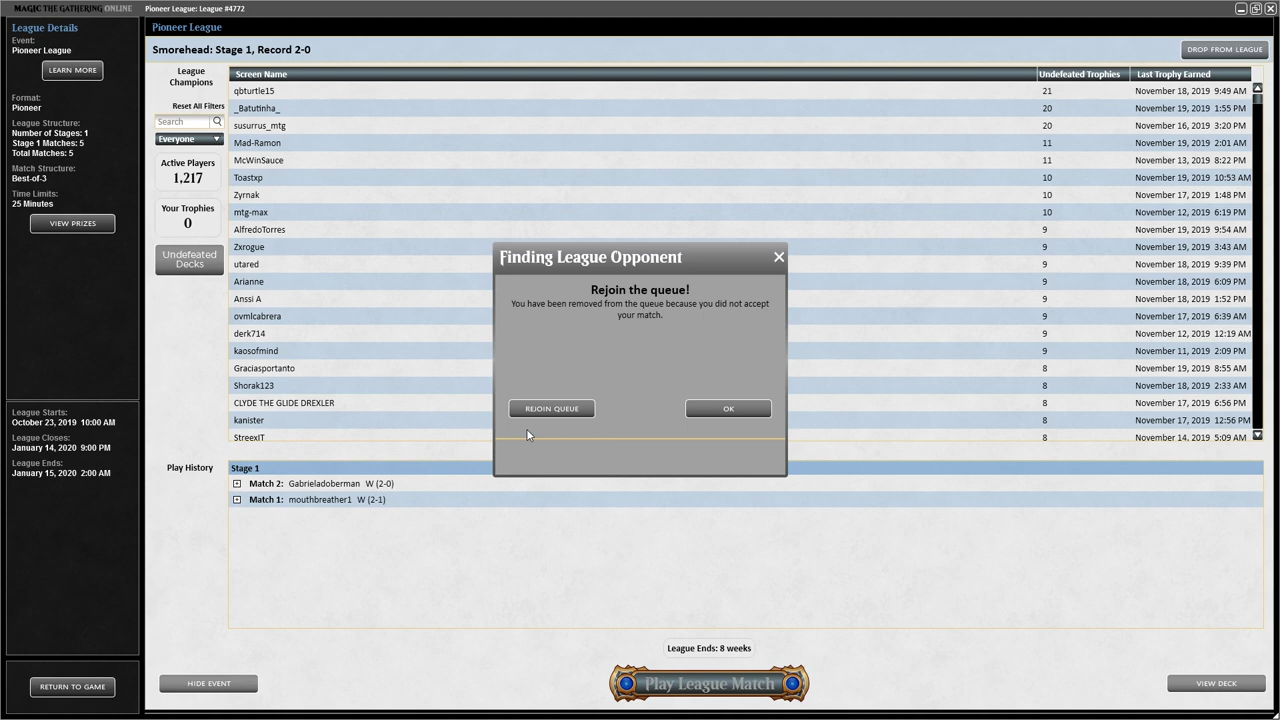 MAGIC THE GATHERING ONLINE
Pioneer League: League #4772
League Details
Event:
Pioneer League
LEARN MORE
Format:
Pioneer
League Structure:
Number of Stages: 1
Stage 1 Matches: 5
Total Matches: 5
Match Structure:
Best-of-3
Time Limits:
25 Minutes
VIEW PRIZES
League Starts:
October 23, 2019 10:00 AM
League Closes:
January 14, 2020 9:00 PM
League Ends:
January 15, 2020 2:00 AM
RETURN TO GAME
Pioneer League
Smorehead: Stage 1, Record 2-0
DROP FROM LEAGUE
League
Champions
Reset All Filters
Search
Everyone
Active Players
1,217
Your Trophies
0
Undefeated
Decks
Screen Name Undefeated Trophies Last Trophy Earned
qbturtle15 21 November 18, 2019 9:49 AM
_Batutinha_ 20 November 19, 2019 1:55 PM
susurrus_mtg 20 November 16, 2019 3:20 PM
Mad-Ramon 11 November 19, 2019 2:01 AM
McWinSauce 11 November 13, 2019 8:22 PM
Toastxp 10 November 19, 2019 10:53 AM
Zyrnak 10 November 17, 2019 1:48 PM
mtg-max 10 November 12, 2019 6:19 PM
AlfredoTorres 9 November 19, 2019 9:54 AM
Zxrogue 9 November 19, 2019 3:43 AM
utared 9 November 18, 2019 9:39 PM
Arianne 9 November 18, 2019 6:09 PM
Anssi A 9 November 18, 2019 1:52 PM
ovmlcabrera 9 November 17, 2019 6:39 AM
derk714 9 November 12, 2019 12:19 AM
kaosofmind 9 November 11, 2019 2:09 PM
Graciasportanto 8 November 19, 2019 8:55 AM
Shorak123 8 November 18, 2019 2:33 AM
CLYDE THE GLIDE DREXLER 8 November 17, 2019 6:56 PM
kanister 8 November 17, 2019 12:56 PM
StreexIT 8 November 14, 2019 5:09 AM
Finding League Opponent
Rejoin the queue!
You have been removed from the queue because you did not accept
your match.
REJOIN QUEUE
OK
Play History
Stage 1
Match 2: Gabrieladoberman W (2-0)
Match 1: mouthbreather1 W (2-1)
League Ends: 8 weeks
HIDE EVENT
Play League Match
VIEW DECK